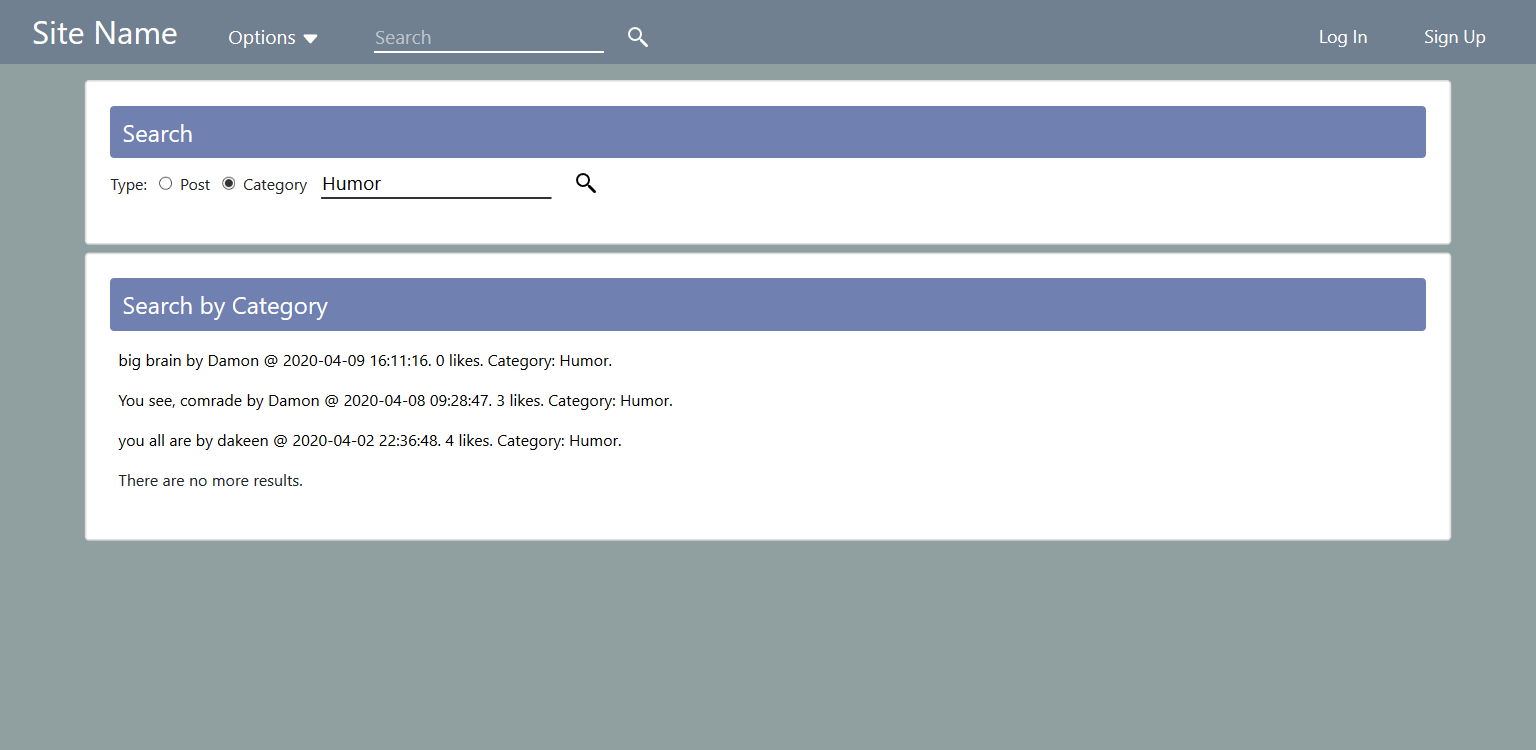 Site Name Options Search Log In Sign Up
Search
Type: Post Category Humor
Search by Category
big brain by Damon @ 2020-04-09 16:11:16. 0 likes. Category: Humor.
You see, comrade by Damon @ 2020-04-08 09:28:47. 3 likes. Category: Humor.
you all are by dakeen @ 2020-04-02 22:36:48. 4 likes. Category: Humor.
There are no more results.